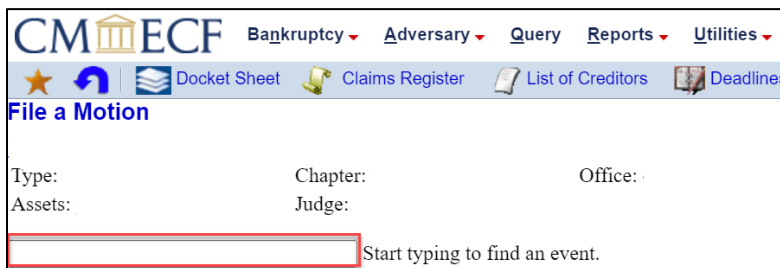 CM ECF Bankruptcy Adversary Query Reports Utilities
Docket Sheet Claims Register List of Creditors Deadlines
File a Motion
Type: Chapter: Office:
Assets: Judge:
Start typing to find an event.